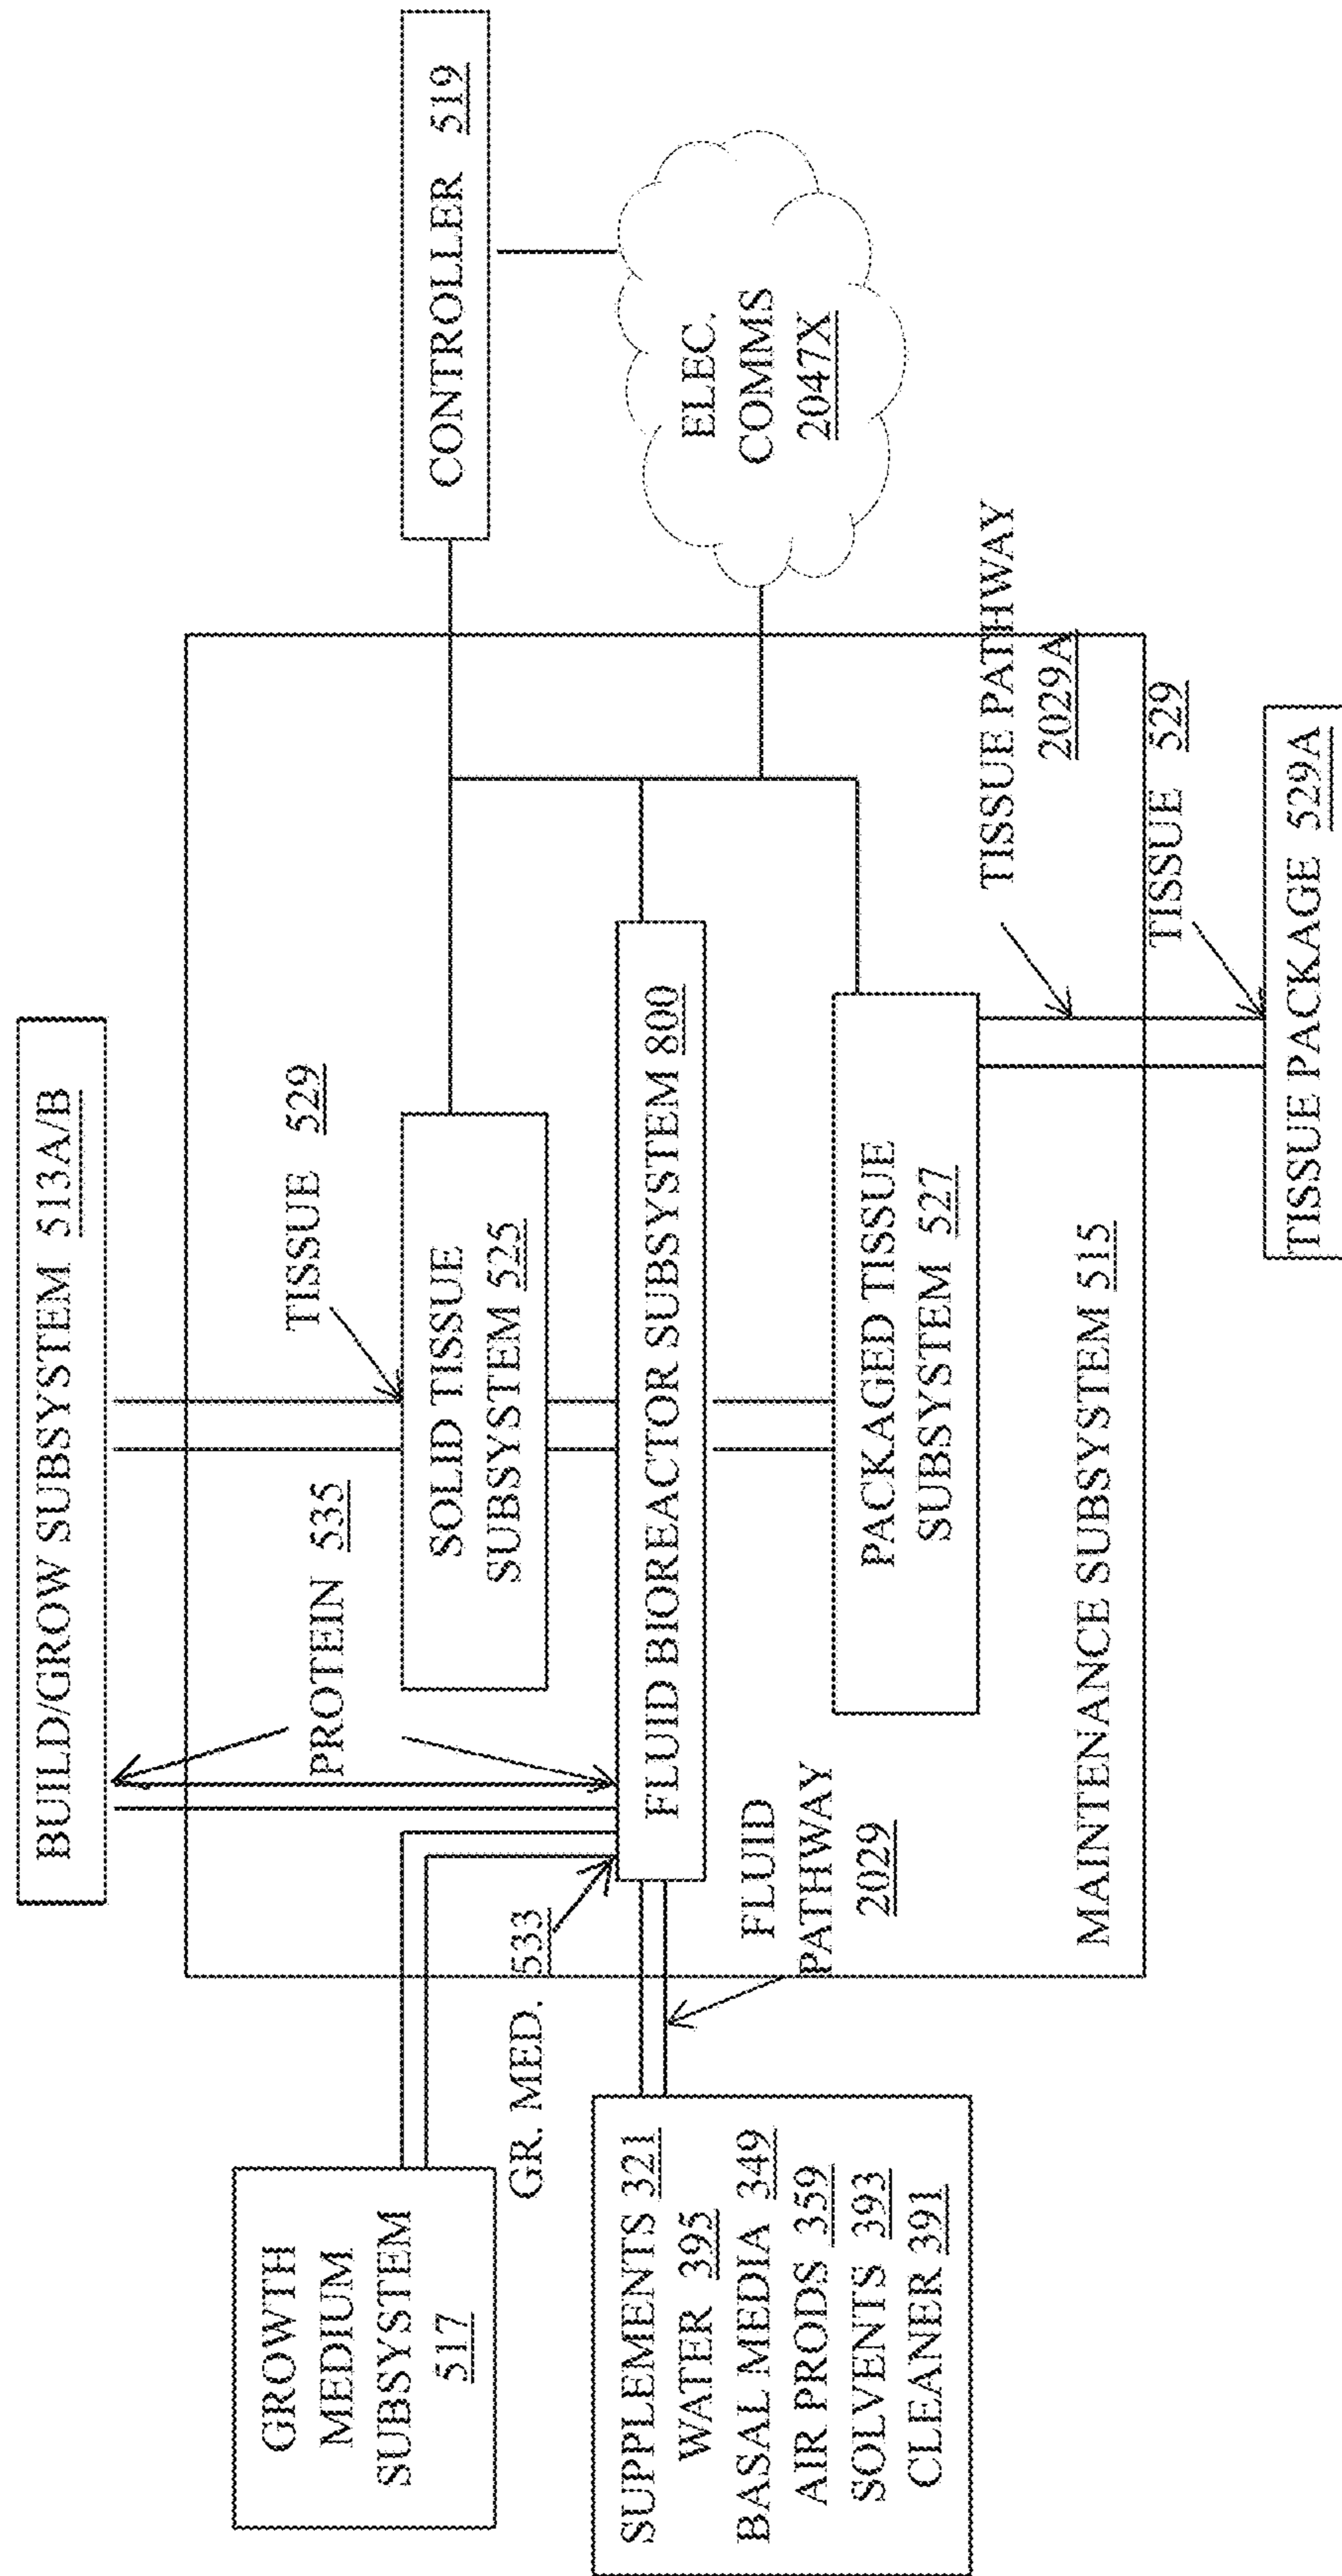 BUILD/GROW SUBSYSTEM 513A/B
GROWTH
MEDIUM
SUBSYSTEM
517
PROTEIN 535
TISSUE 529
CONTROLLER 519
SOLID TISSUE
SUBSYSTEM 525
GR. MED. 533
FLUID BIOREACTOR SUBSYSTEM 800
ELEC.
COMMS
2047X
SUPPLEMENTS 321
WATER 395
BASAL MEDIA 349
AIR PRODS 359
SOLVENTS 393
CLEANER 391
FLUID
PATHWAY
2029
PACKAGED TISSUE
SUBSYSTEM 527
TISSUE PATHWAY
2029A
MAINTENANCE SUBSYSTEM 515
TISSUE 529
TISSUE PACKAGE 529A